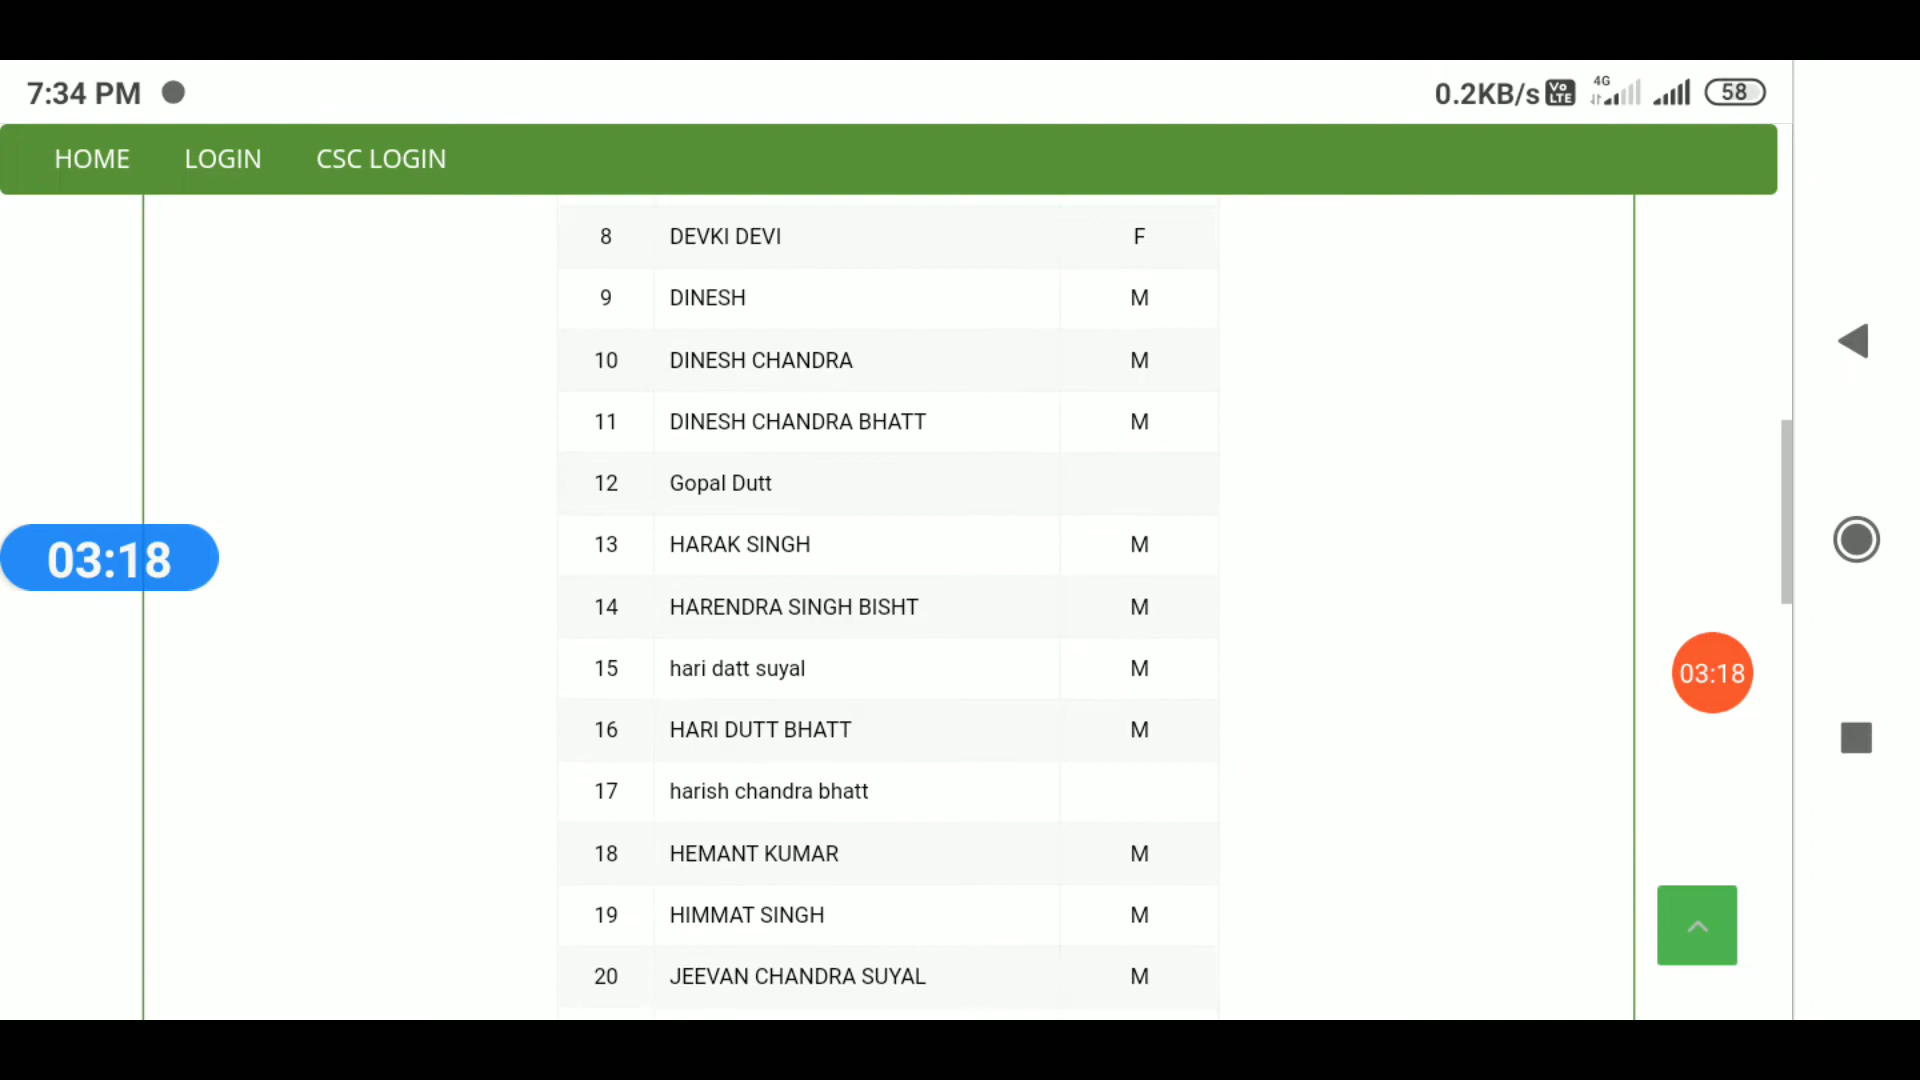 7:34 PM 0.2KB/s Vo LTE 4G 58
HOME LOGIN CSC LOGIN
8 DEVKI DEVI F
9 DINESH M
10 DINESH CHANDRA M
11 DINESH CHANDRA BHATT M
12 Gopal Dutt
13 HARAK SINGH M
03:18
14 HARENDRA SINGH BISHT M
15 hari datt suyal M
03:18
16 HARI DUTT BHATT M
17 harish chandra bhatt
18 HEMANT KUMAR M
19 HIMMAT SINGH M
20 JEEVAN CHANDRA SUYAL M